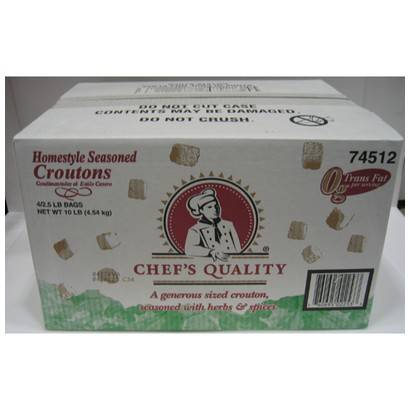 DO NOT CUT CASE
CONTENTS MAY BE DAMAGED.
DO NOT CRUSH.
Homestyle Seasoned
Croutons
Condimentados al Estilo Casero
4/2.5 LB BAGS
NET WT 10 LB (4.54 kg)
74512
0g Trans Fat
per serving
®
CHEF'S QUALITY
A generous sized crouton,
seasoned with herbs & spices